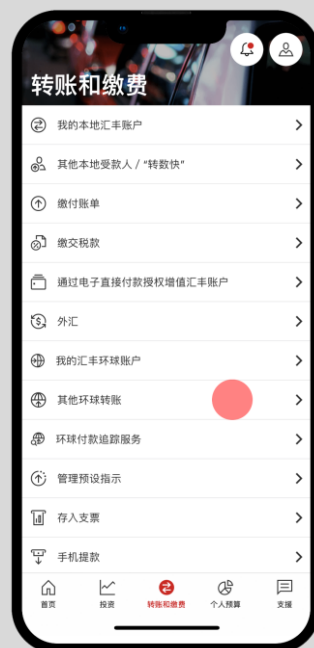 转账和缴费
我的本地汇丰账户
其他本地受款人 / “转数快”
缴付账单
缴交税款
通过电子直接付款授权增值汇丰账户
外汇
我的汇丰环球账户
其他环球转账
环球付款追踪服务
管理预设指示
存入支票
手机提款
首页 投资 转账和缴费 个人预算 支援